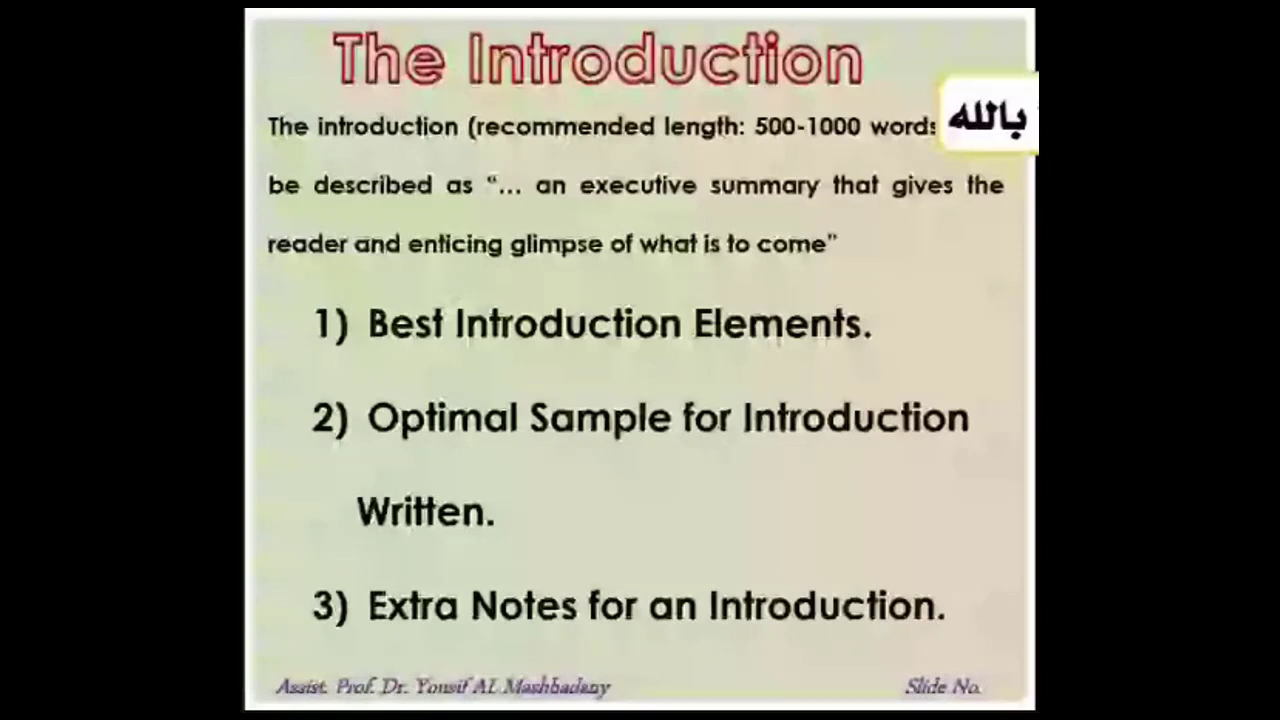 The Introduction
The introduction (recommended length: 500-1000 words
بالله
be described as “... an executive summary that gives the
reader and enticing glimpse of what is to come”
1) Best Introduction Elements.
2) Optimal Sample for Introduction
Written.
3) Extra Notes for an Introduction.
Assist. Prof. Dr. Yousif AL Mashhadany
Slide No.